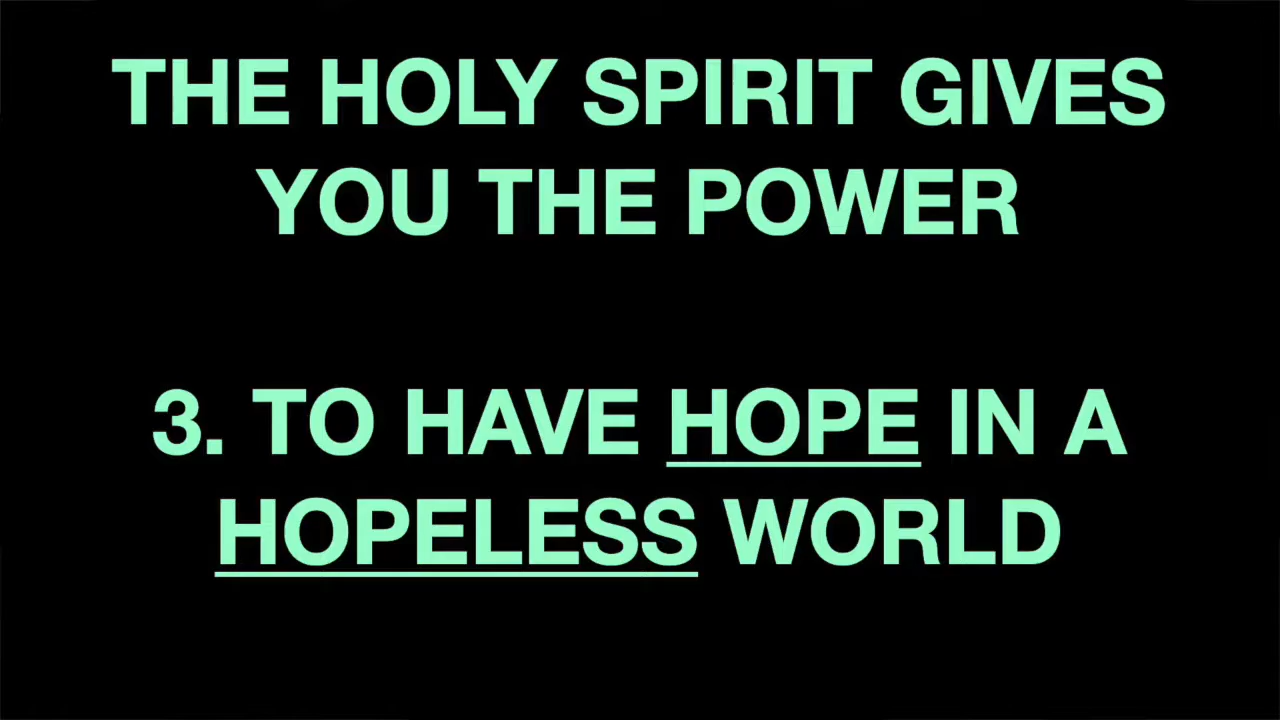 THE HOLY SPIRIT GIVES
YOU THE POWER
3. TO HAVE HOPE IN A
HOPELESS WORLD